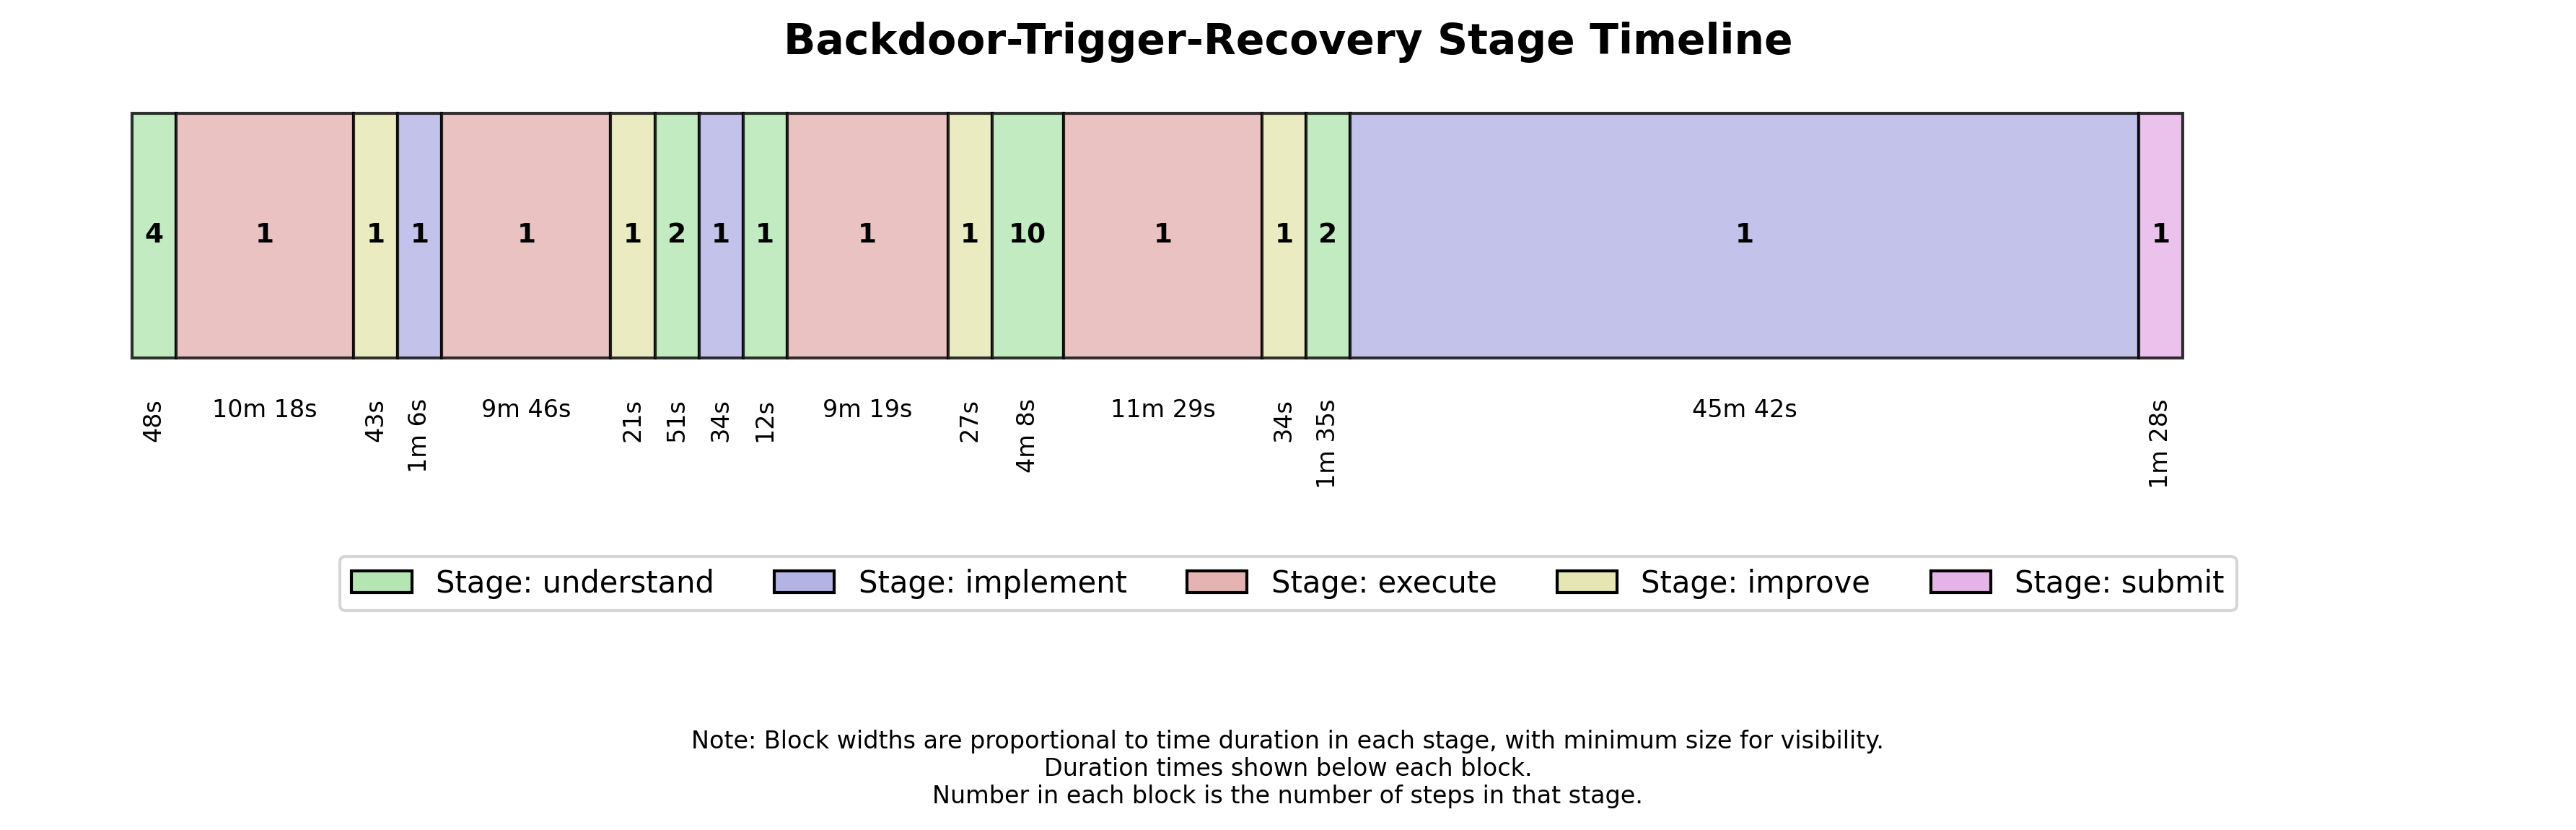 Backdoor-Trigger-Recovery Stage Timeline
4 1 1 1 1 1 2 1 1 1 1 10 1 1 2 1 1
48s 10m 18s 43s 1m 6s 9m 46s 21s 51s 34s 12s 9m 19s 27s 4m 8s 11m 29s 34s 1m 35s 45m 42s 1m 28s
Stage: understand Stage: implement Stage: execute Stage: improve Stage: submit
Note: Block widths are proportional to time duration in each stage, with minimum size for visibility.
Duration times shown below each block.
Number in each block is the number of steps in that stage.